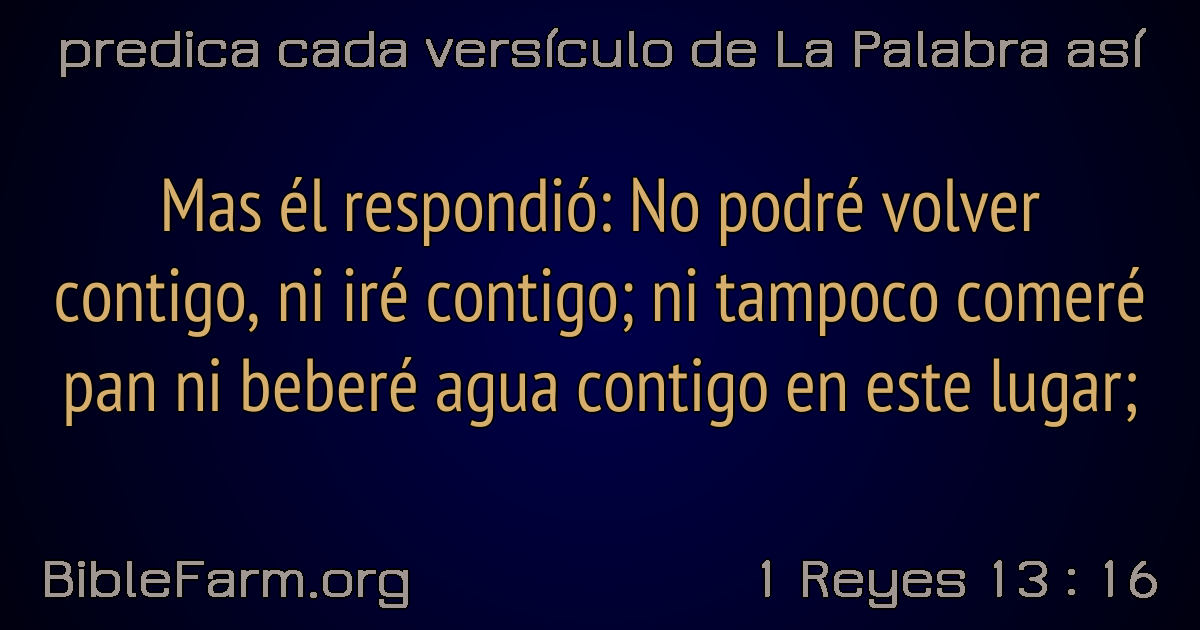 predica cada versículo de La Palabra así
Mas él respondió: No podré volver
contigo, ni iré contigo; ni tampoco comeré
pan ni beberé agua contigo en este lugar;
BibleFarm.org
1 Reyes 13 : 16